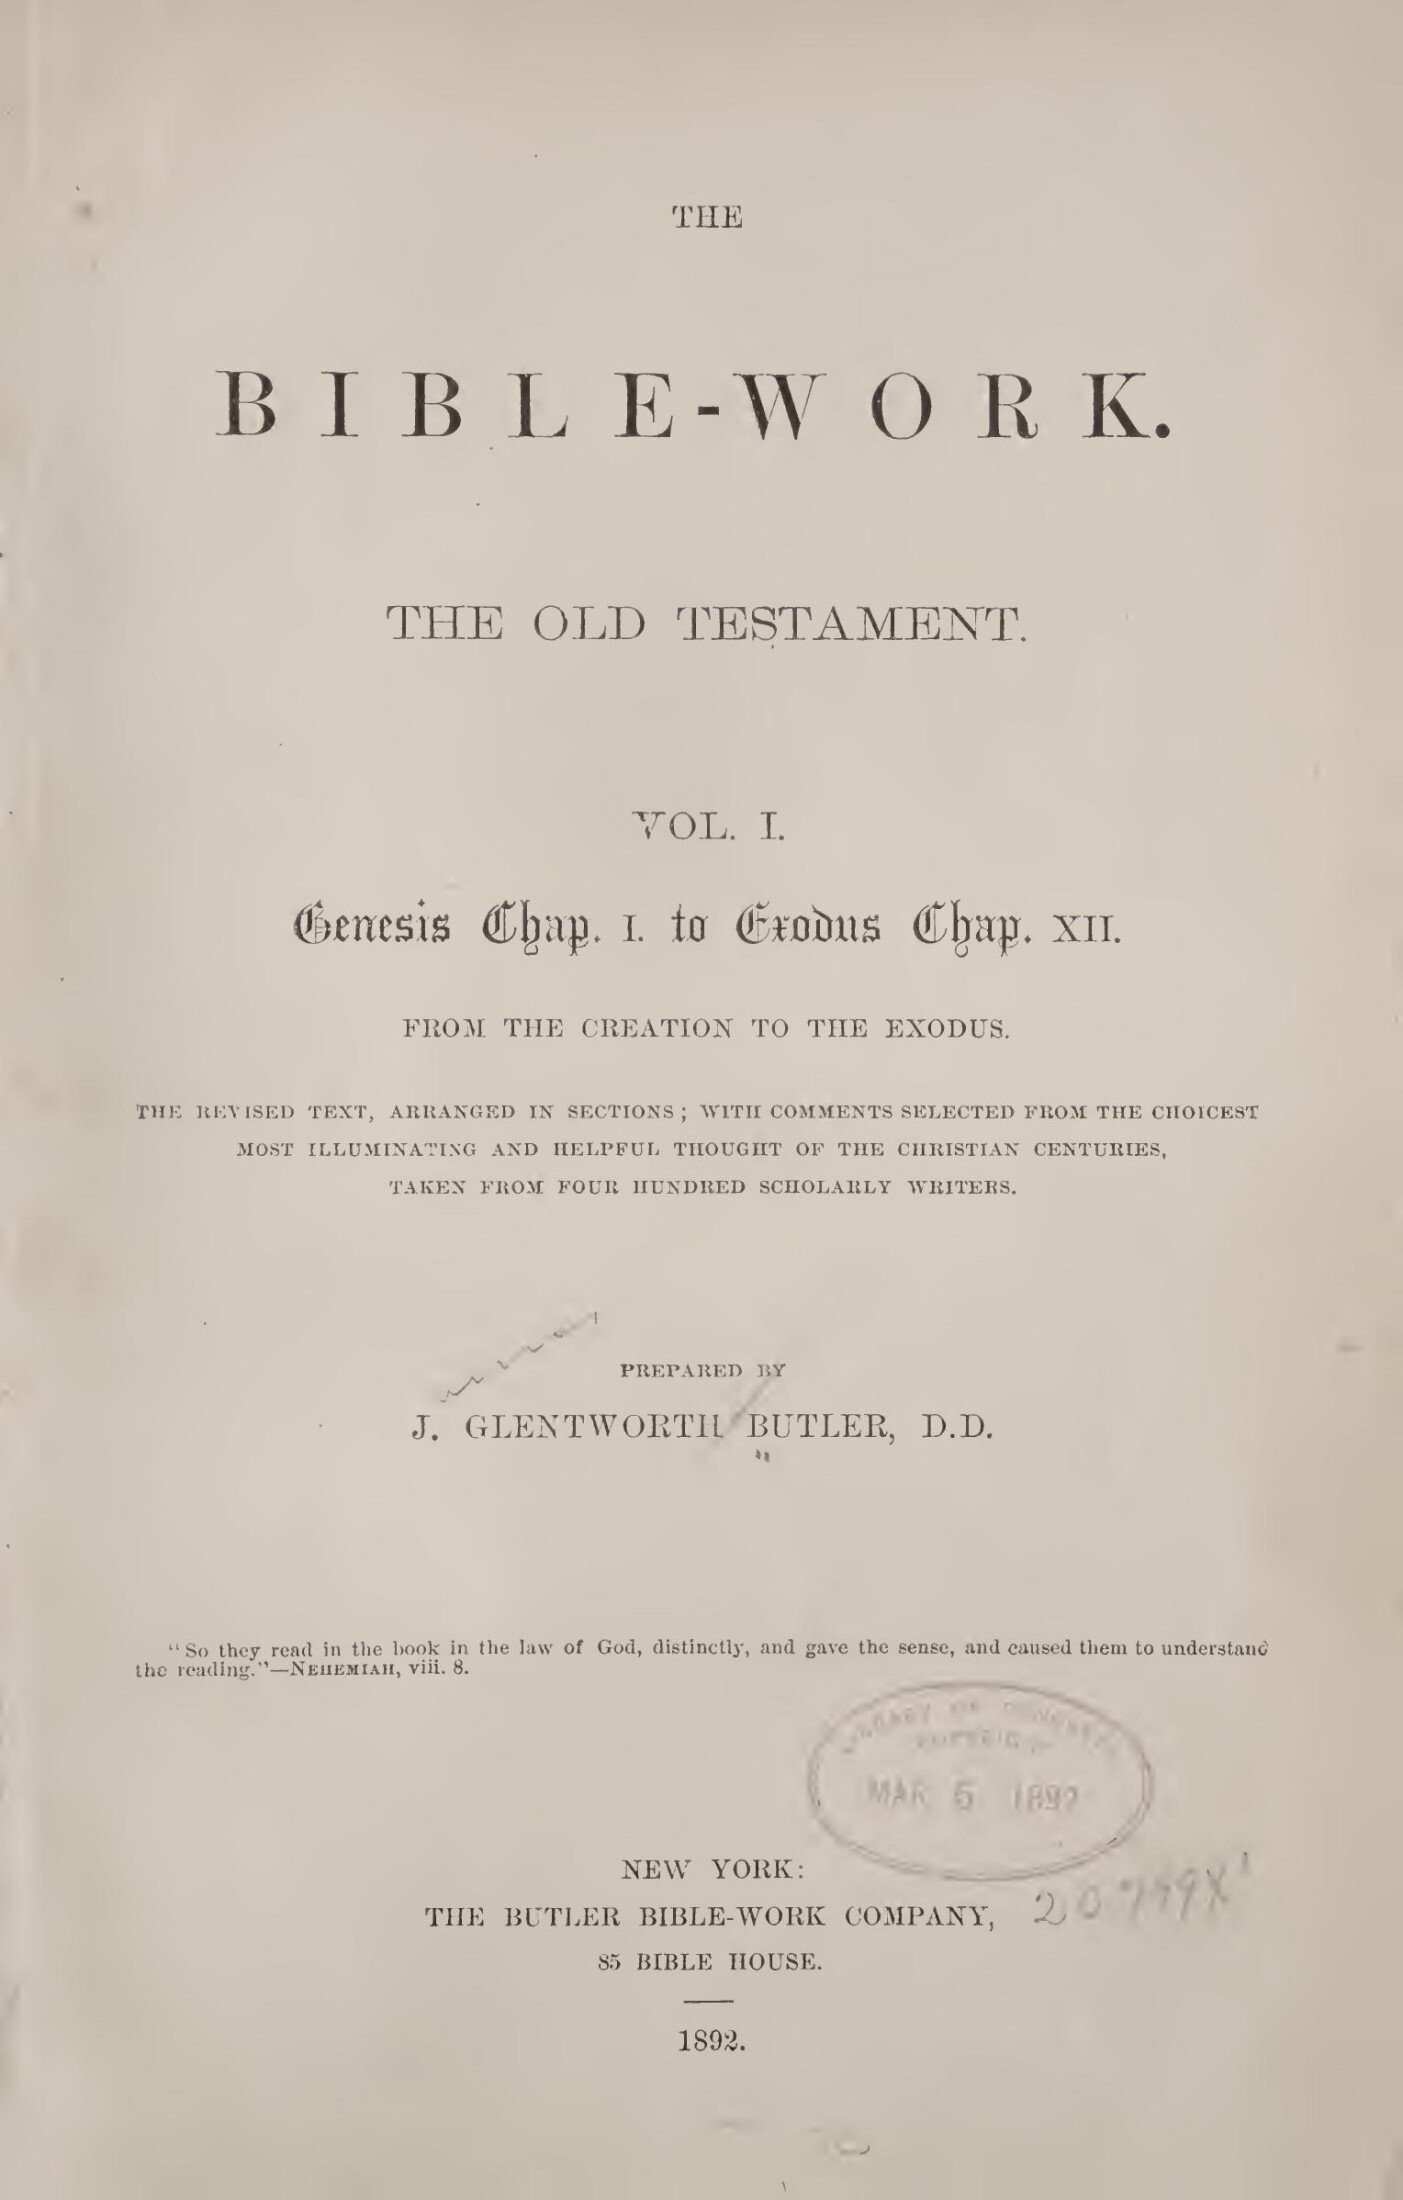 THE
BIBLE-WORK.
THE OLD TESTAMENT.
VOL. I.
Genesis Chap. I. to Exodus Chap. XII.
FROM THE CREATION TO THE EXODUS.
THE REVISED TEXT, ARRANGED IN SECTIONS; WITH COMMENTS SELECTED FROM THE CHOICEST
MOST ILLUMINATING AND HELPFUL THOUGHT OF THE CHRISTIAN CENTURIES,
TAKEN FROM FOUR HUNDRED SCHOLARLY WRITERS.
PREPARED BY
J. GLENTWORTH BUTLER, D.D.
"So they read in the book in the law of God, distinctly, and gave the sense, and caused them to understand
the reading."—NEHEMIAH, viii. 8.
LIBRARY OF CONGRESS
COPYRIGHT
MAR 5 1892
NEW YORK:
THE BUTLER BIBLE-WORK COMPANY,
85 BIBLE HOUSE.
1892.